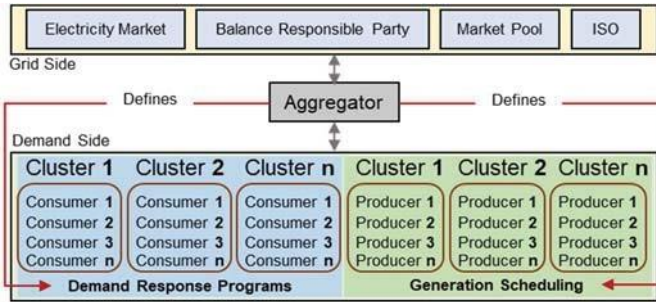 Electricity Market Balance Responsible Party Market Pool ISO
Grid Side
Defines Aggregator Defines
Demand Side
Cluster 1 Cluster 2 Cluster n Cluster 1 Cluster 2 Cluster n
Consumer 1 Consumer 1 Consumer 1 Producer 1 Producer 1 Producer 1
Consumer 2 Consumer 2 Consumer 2 Producer 2 Producer 2 Producer 2
Consumer 3 Consumer 3 Consumer 3 Producer 3 Producer 3 Producer 3
Consumer n Consumer n Consumer n Producer n Producer n Producer n
Demand Response Programs Generation Scheduling